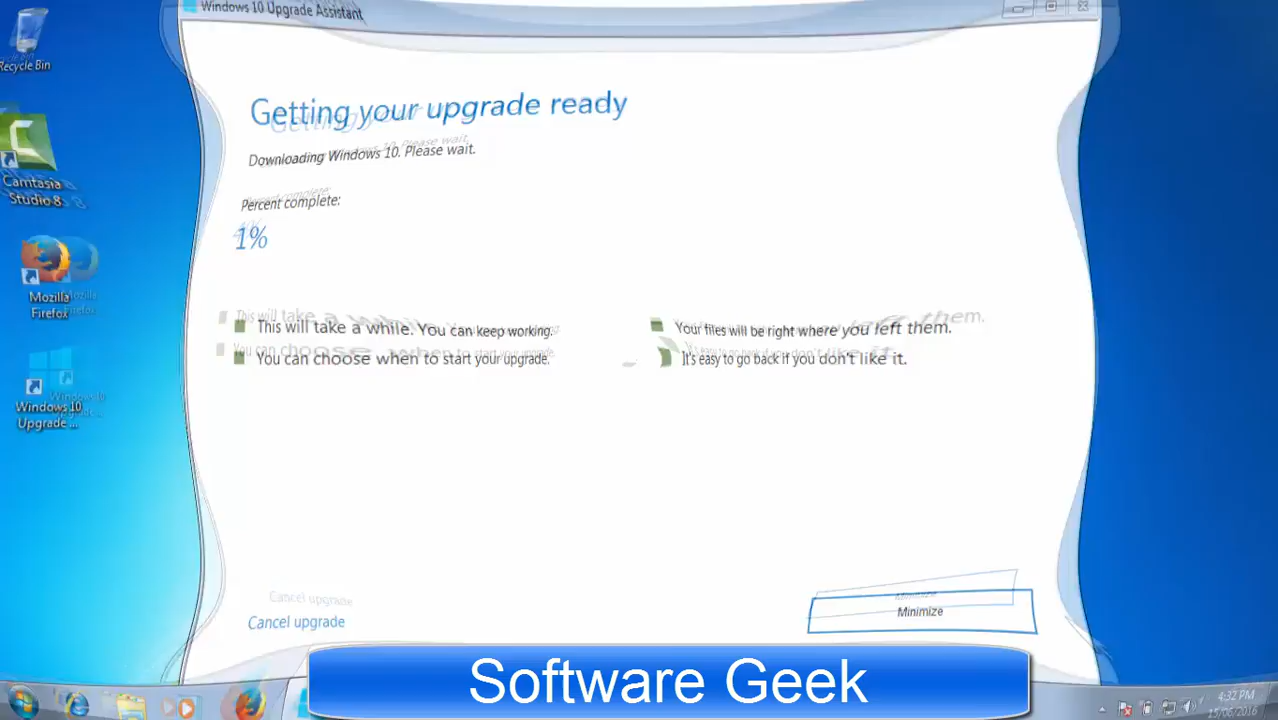 Windows 10 Upgrade Assistant
Recycle Bin
Getting your upgrade ready
Downloading Windows 10. Please wait.
Camtasia
Studio 8
Percent complete:
1%
Mozilla
Firefox
This will take a while. You can keep working.
Your files will be right where you left them.
You can choose when to start your upgrade.
It's easy to go back if you don't like it.
Windows 10
Upgrade ...
Cancel upgrade
Minimize
Software Geek
4:32 PM
15/06/2016